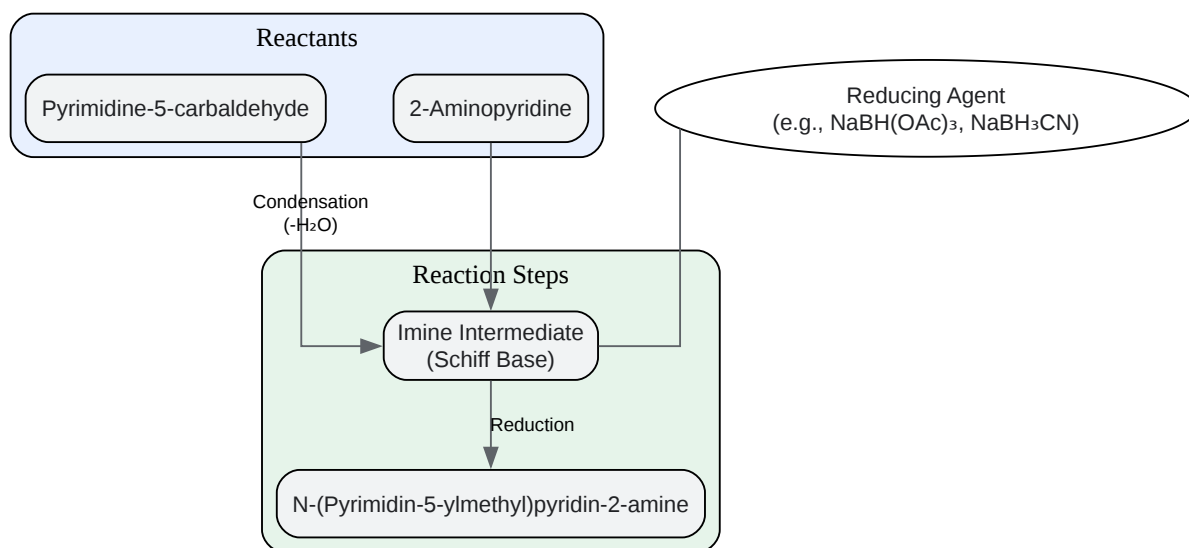 Reactants
Pyrimidine-5-carbaldehyde
2-Aminopyridine
Reducing Agent
(e.g., NaBH(OAc)₃, NaBH₃CN)
Condensation
(-H₂O)
Reaction Steps
Imine Intermediate
(Schiff Base)
Reduction
N-(Pyrimidin-5-ylmethyl)pyridin-2-amine